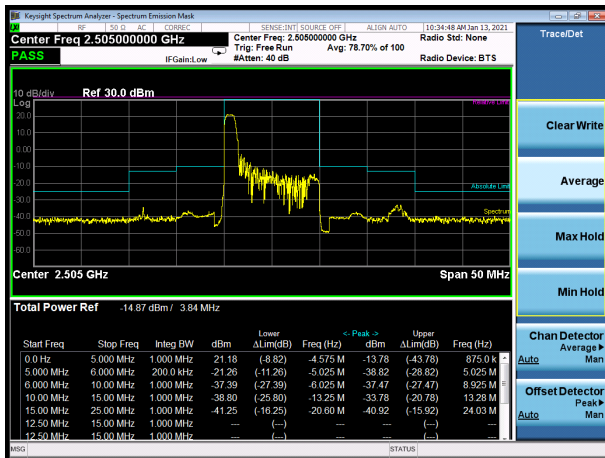 Keysight Spectrum Analyzer - Spectrum Emission Mask
RF 50 Ω AC CORREC SENSE:INT SOURCE OFF ALIGN AUTO 10:34:48 AM Jan 13, 2021
Center Freq 2.505000000 GHz Center Freq: 2.505000000 GHz Radio Std: None
PASS Trig: Free Run Avg: 78.70% of 100
IFGain:Low #Atten: 40 dB Radio Device: BTS
Trace/Det
10 dB/div Ref 30.0 dBm
Log
Relative Limit
20.0
10.0
0.00
-10.0
-20.0
Absolute Limit
-30.0
Spectrum
-40.0
-50.0
-60.0
Center 2.505 GHz Span 50 MHz
Clear Write
Average
Max Hold
Min Hold
Chan Detector
Average
Auto Man
Offset Detector
Peak
Auto Man
Total Power Ref -14.87 dBm / 3.84 MHz
Lower <- Peak -> Upper
Start Freq Stop Freq Integ BW dBm ΔLim(dB) Freq (Hz) dBm ΔLim(dB) Freq (Hz)
0.0 Hz 5.000 MHz 1.000 MHz 21.18 (-8.82) -4.575 M -13.78 (-43.78) 875.0 k
5.000 MHz 6.000 MHz 200.0 kHz -21.26 (-11.26) -5.025 M -38.82 (-28.82) 5.025 M
6.000 MHz 10.00 MHz 1.000 MHz -37.39 (-27.39) -6.025 M -37.47 (-27.47) 8.925 M
10.00 MHz 15.00 MHz 1.000 MHz -38.80 (-25.80) -13.25 M -33.78 (-20.78) 13.28 M
15.00 MHz 25.00 MHz 1.000 MHz -41.25 (-16.25) -20.60 M -40.92 (-15.92) 24.03 M
12.50 MHz 15.00 MHz 1.000 MHz --- (---) --- --- (---) ---
12.50 MHz 15.00 MHz 1.000 MHz --- (---) --- --- (---) ---
MSG STATUS